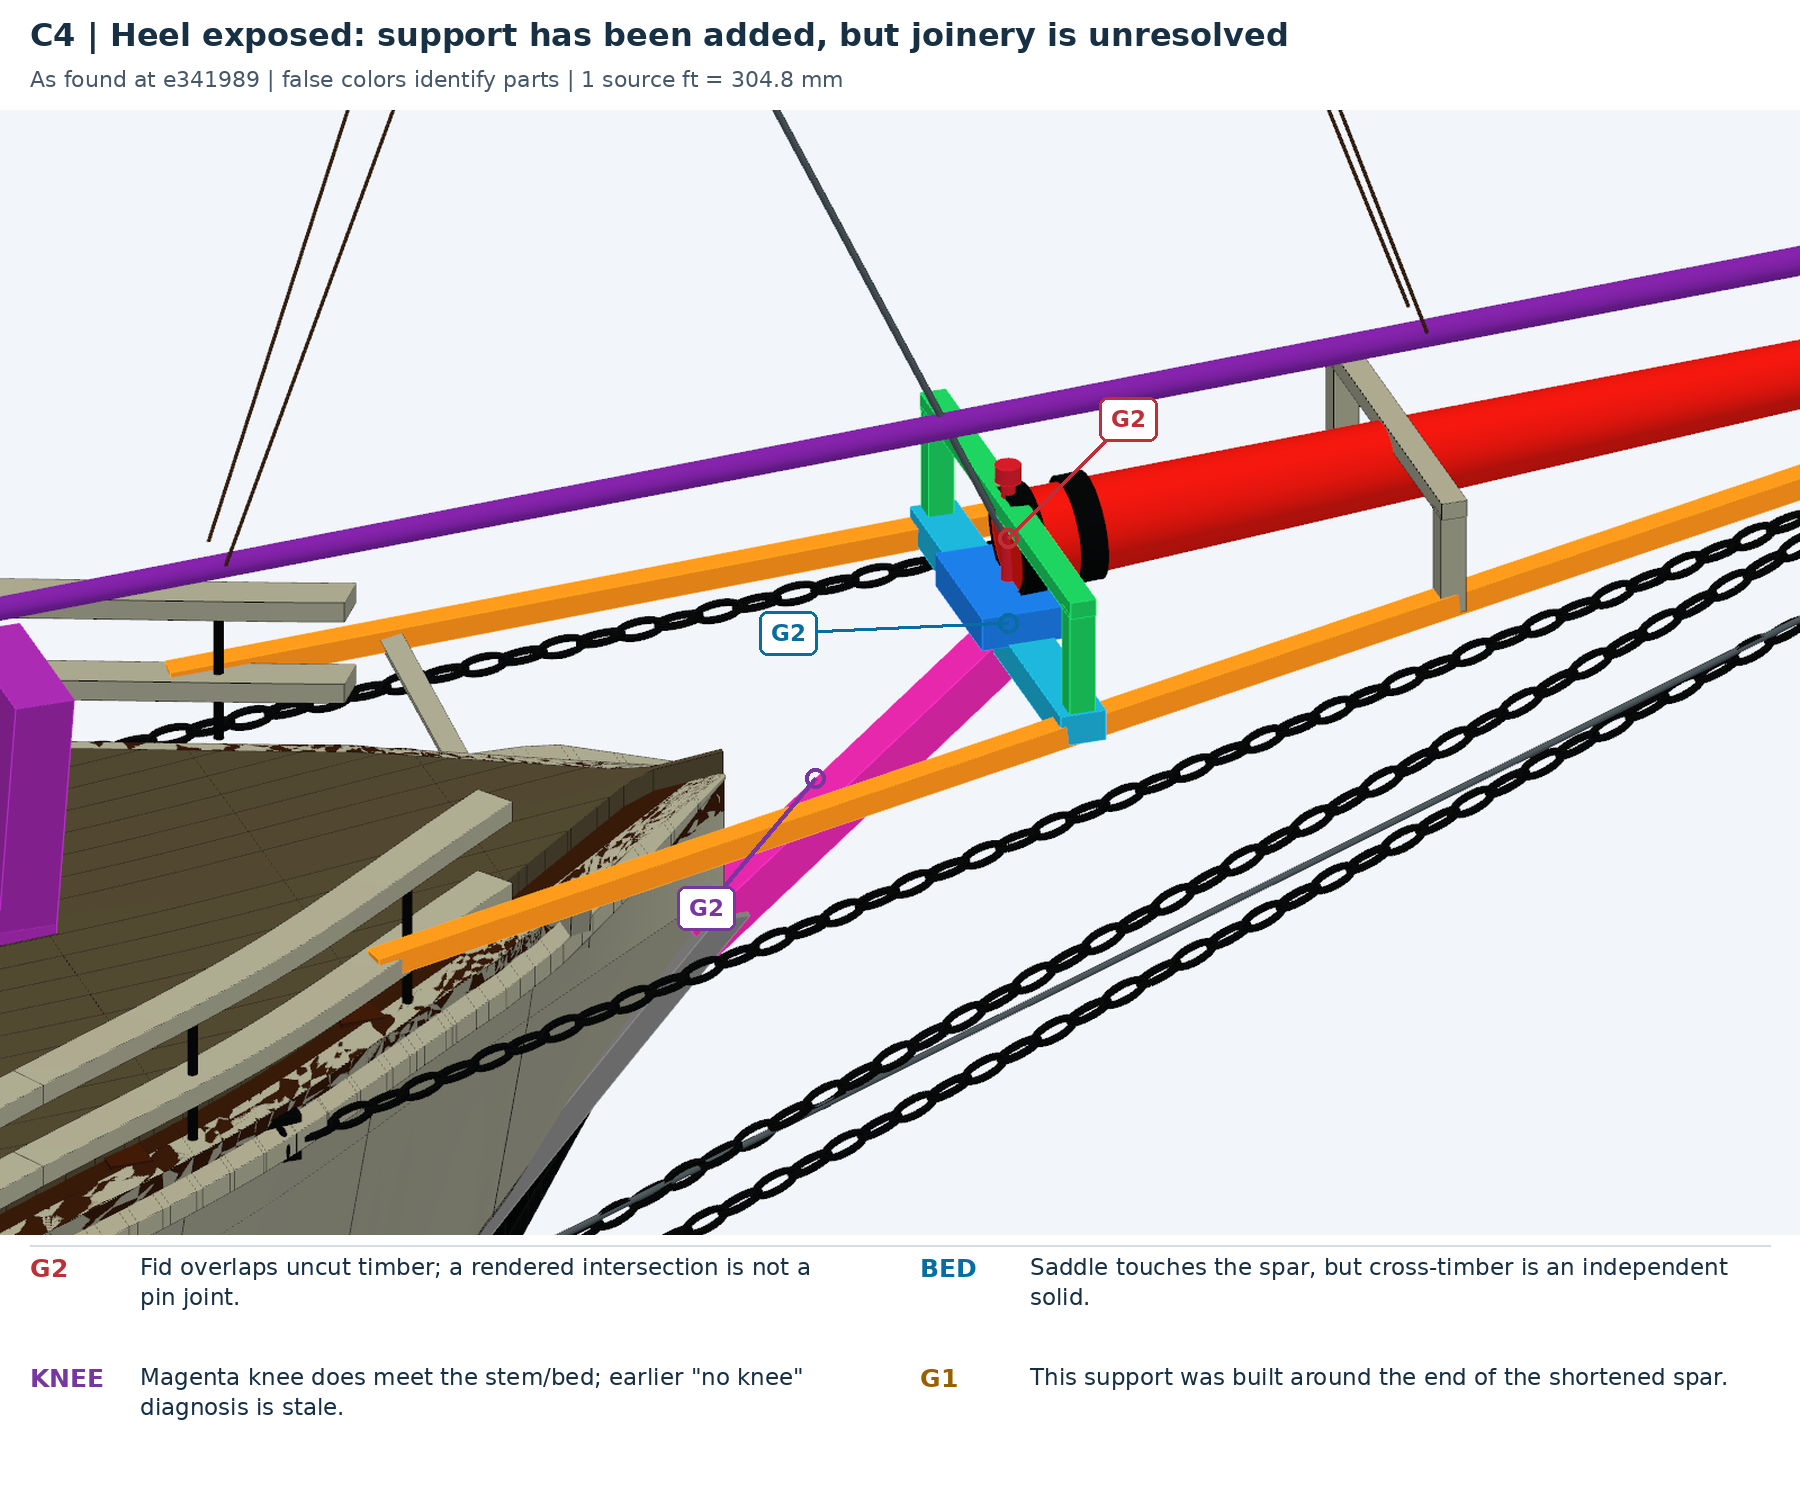 C4 | Heel exposed: support has been added, but joinery is unresolved
As found at e341989 | false colors identify parts | 1 source ft = 304.8 mm
G2
G2
G2
G2
Fid overlaps uncut timber; a rendered intersection is not a
pin joint.
BED
Saddle touches the spar, but cross-timber is an independent
solid.
KNEE
Magenta knee does meet the stem/bed; earlier "no knee"
diagnosis is stale.
G1
This support was built around the end of the shortened spar.